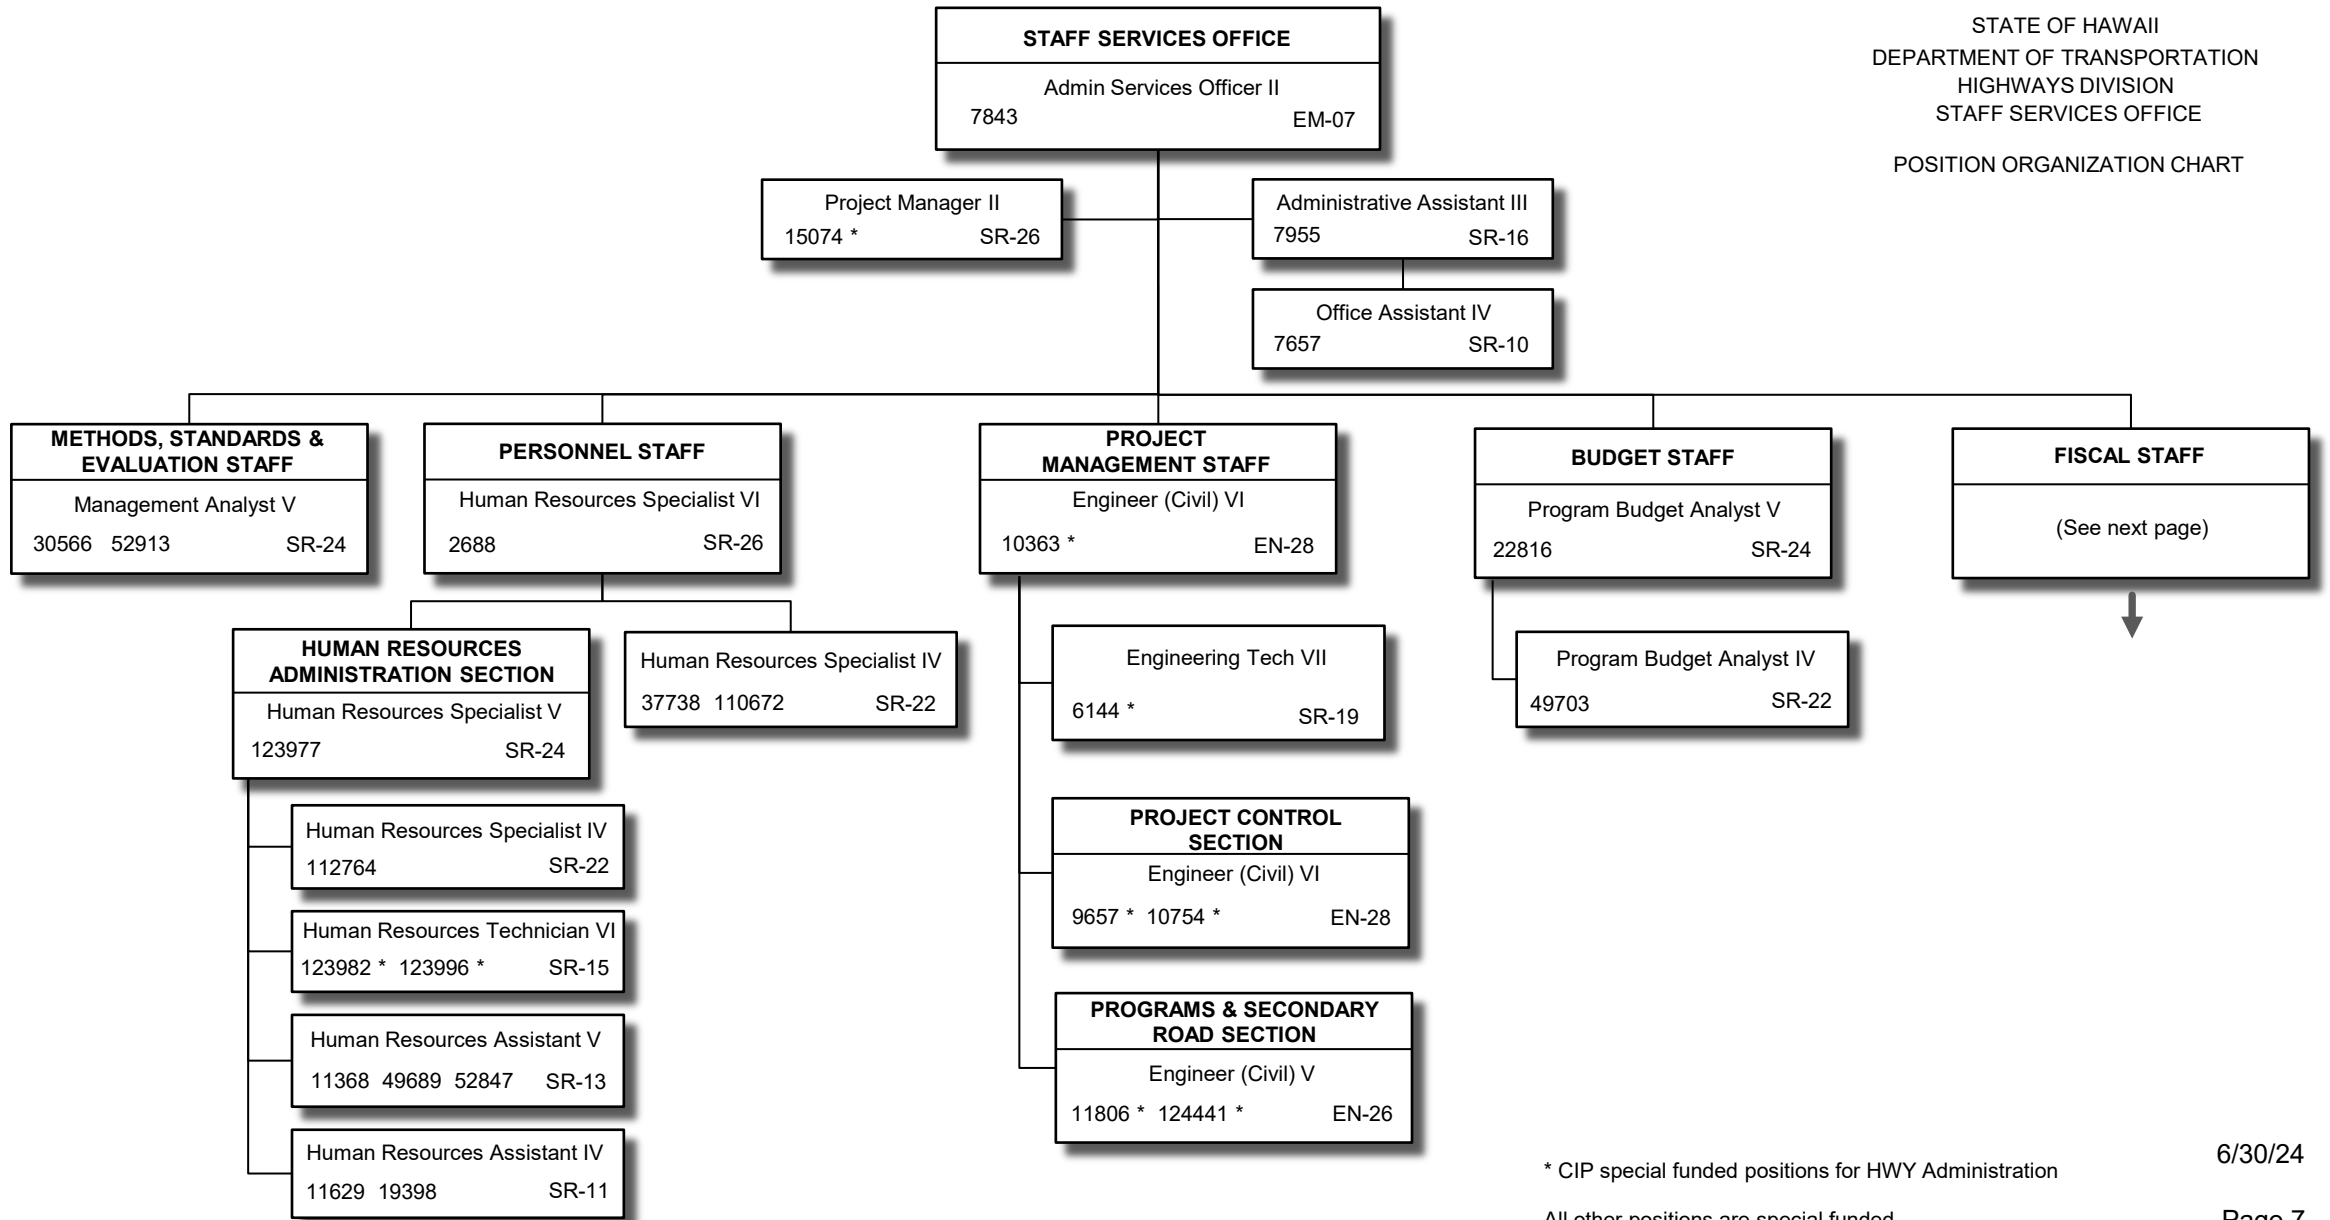 STATE OF HAWAII
DEPARTMENT OF TRANSPORTATION
HIGHWAYS DIVISION
STAFF SERVICES OFFICE
POSITION ORGANIZATION CHART
STAFF SERVICES OFFICE
Admin Services Officer II
7843 EM-07
Project Manager II
15074 * SR-26
Administrative Assistant III
7955 SR-16
Office Assistant IV
7657 SR-10
METHODS, STANDARDS &
EVALUATION STAFF
Management Analyst V
30566 52913 SR-24
PERSONNEL STAFF
Human Resources Specialist VI
2688 SR-26
HUMAN RESOURCES
ADMINISTRATION SECTION
Human Resources Specialist V
123977 SR-24
Human Resources Specialist IV
112764 SR-22
Human Resources Technician VI
123982 * 123996 * SR-15
Human Resources Assistant V
11368 49689 52847 SR-13
Human Resources Assistant IV
11629 19398 SR-11
Human Resources Specialist IV
37738 110672 SR-22
PROJECT
MANAGEMENT STAFF
Engineer (Civil) VI
10363 * EN-28
Engineering Tech VII
6144 * SR-19
PROJECT CONTROL
SECTION
Engineer (Civil) VI
9657 * 10754 * EN-28
PROGRAMS & SECONDARY
ROAD SECTION
Engineer (Civil) V
11806 * 124441 * EN-26
BUDGET STAFF
Program Budget Analyst V
22816 SR-24
Program Budget Analyst IV
49703 SR-22
FISCAL STAFF
(See next page)
* CIP special funded positions for HWY Administration
All other positions are special funded
6/30/24
Page 7